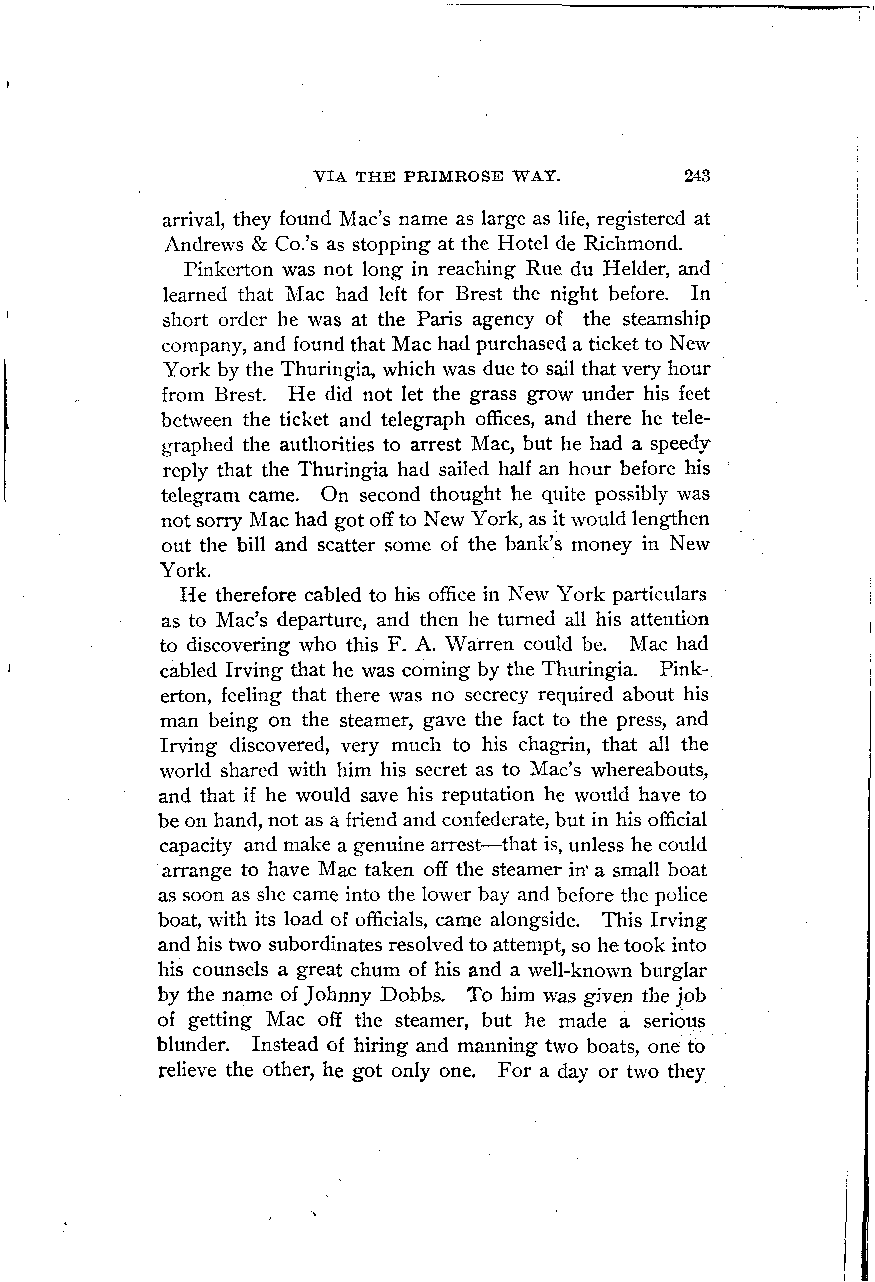 VIA THE PRIMROSE WAY. 243
arrival, they found Mac's name as large as life, registered at
Andrews & Co.'s as stopping at the Hotel de Richmond.
Pinkerton was not long in reaching Rue du Helder, and
learned that Mac had left for Brest the night before. In
short order he was at the Paris agency of the steamship
company, and found that Mac had purchased a ticket to New
York by the Thuringia, which was due to sail that very hour
from Brest. He did not let the grass grow under his feet
between the ticket and telegraph offices, and there he tele-
graphed the authorities to arrest Mac, but he had a speedy
reply that the Thuringia had sailed half an hour before his
telegram came. On second thought he quite possibly was
not sorry Mac had got off to New York, as it would lengthen
out the bill and scatter some of the bank's money in New
York.
He therefore cabled to his office in New York particulars
as to Mac's departure, and then he turned all his attention
to discovering who this F. A. Warren could be. Mac had
cabled Irving that he was coming by the Thuringia. Pink-
erton, feeling that there was no secrecy required about his
man being on the steamer, gave the fact to the press, and
Irving discovered, very much to his chagrin, that all the
world shared with him his secret as to Mac's whereabouts,
and that if he would save his reputation he would have to
be on hand, not as a friend and confederate, but in his official
capacity and make a genuine arrest—that is, unless he could
arrange to have Mac taken off the steamer in a small boat
as soon as she came into the lower bay and before the police
boat, with its load of officials, came alongside. This Irving
and his two subordinates resolved to attempt, so he took into
his counsels a great chum of his and a well-known burglar
by the name of Johnny Dobbs. To him was given the job
of getting Mac off the steamer, but he made a serious
blunder. Instead of hiring and manning two boats, one to
relieve the other, he got only one. For a day or two they